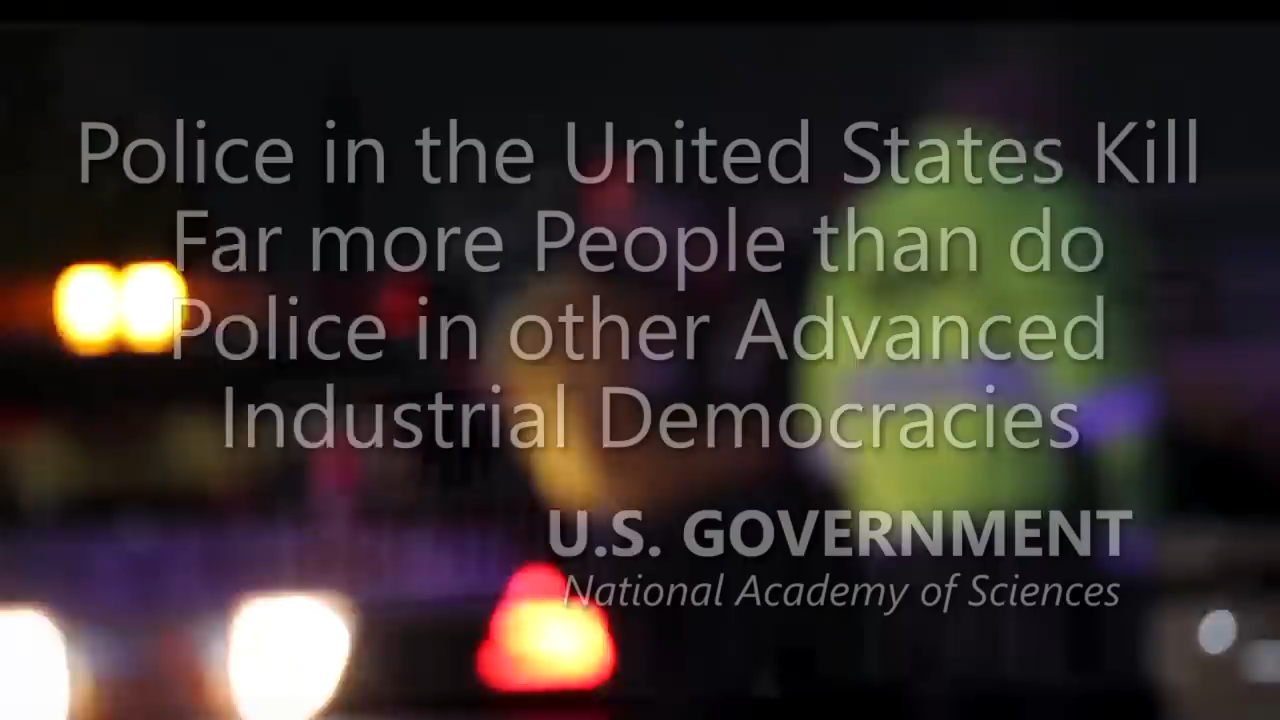 Police in the United States Kill
Far more People than do
Police in other Advanced
Industrial Democracies
U.S. GOVERNMENT
National Academy of Sciences